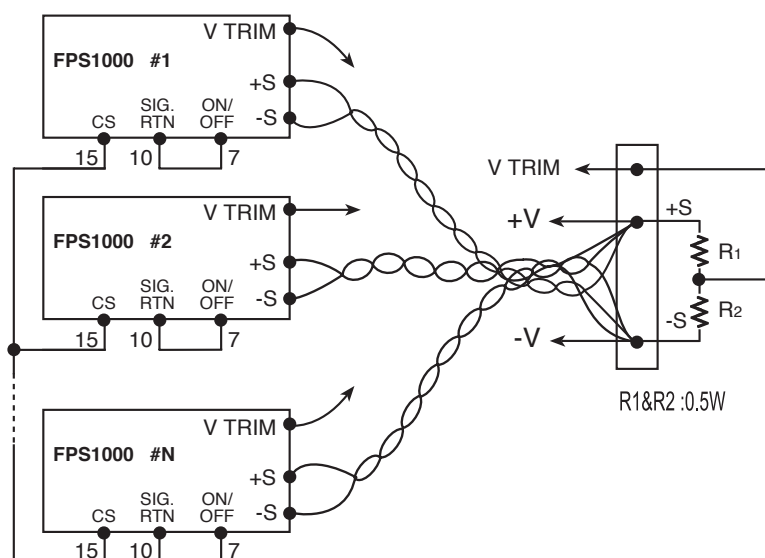 V TRIM
FPS1000 #1
+S
-S
CS
SIG.
RTN
ON/
OFF
15
10
7
V TRIM
FPS1000 #2
+S
-S
CS
SIG.
RTN
ON/
OFF
15
10
7
V TRIM
FPS1000 #N
+S
-S
CS
SIG.
RTN
ON/
OFF
15
10
7
V TRIM
+V
+S
R1
R2
-S
-V
R1&R2 :0.5W